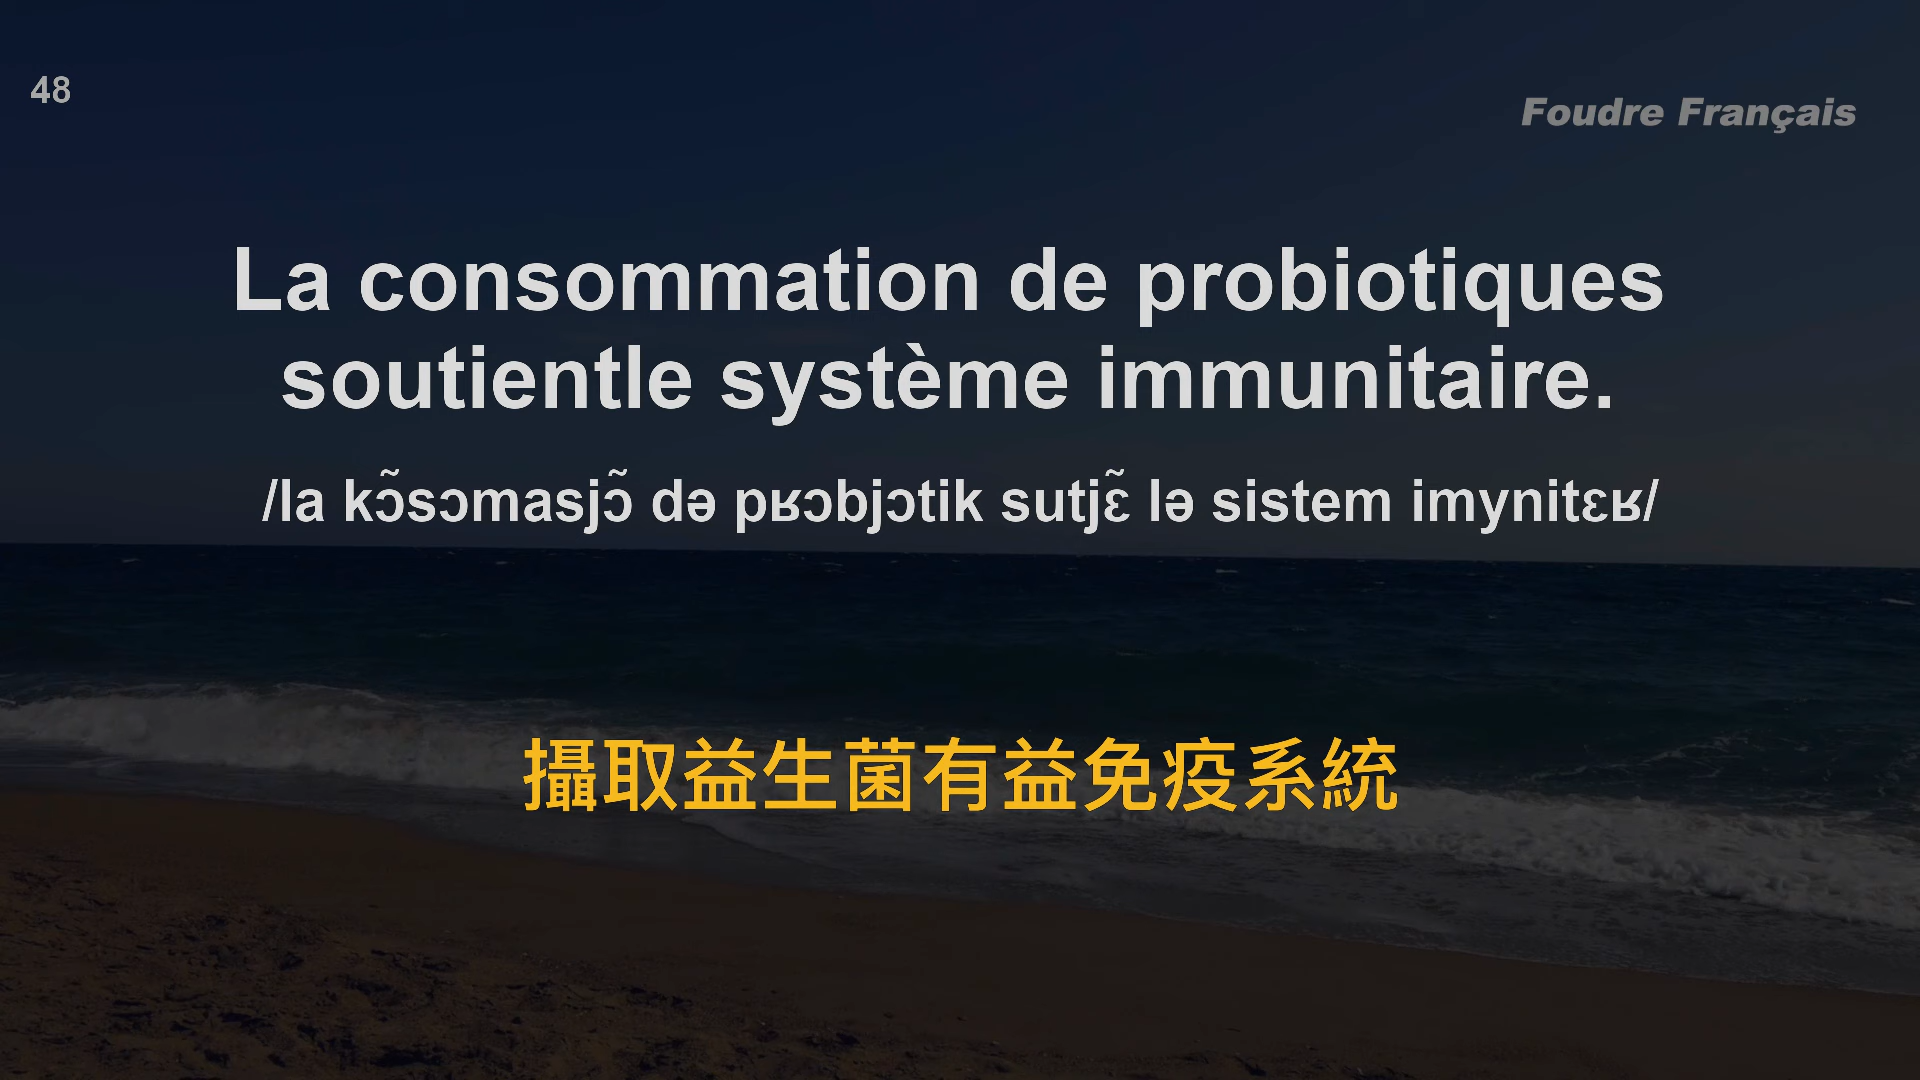 48
Foudre Français
La consommation de probiotiques
soutientle système immunitaire.
/la kɔ̃sɔmasjɔ̃ də pʁɔbjɔtik sutjɛ̃ lə sistem imynitɛʁ/
攝取益生菌有益免疫系統